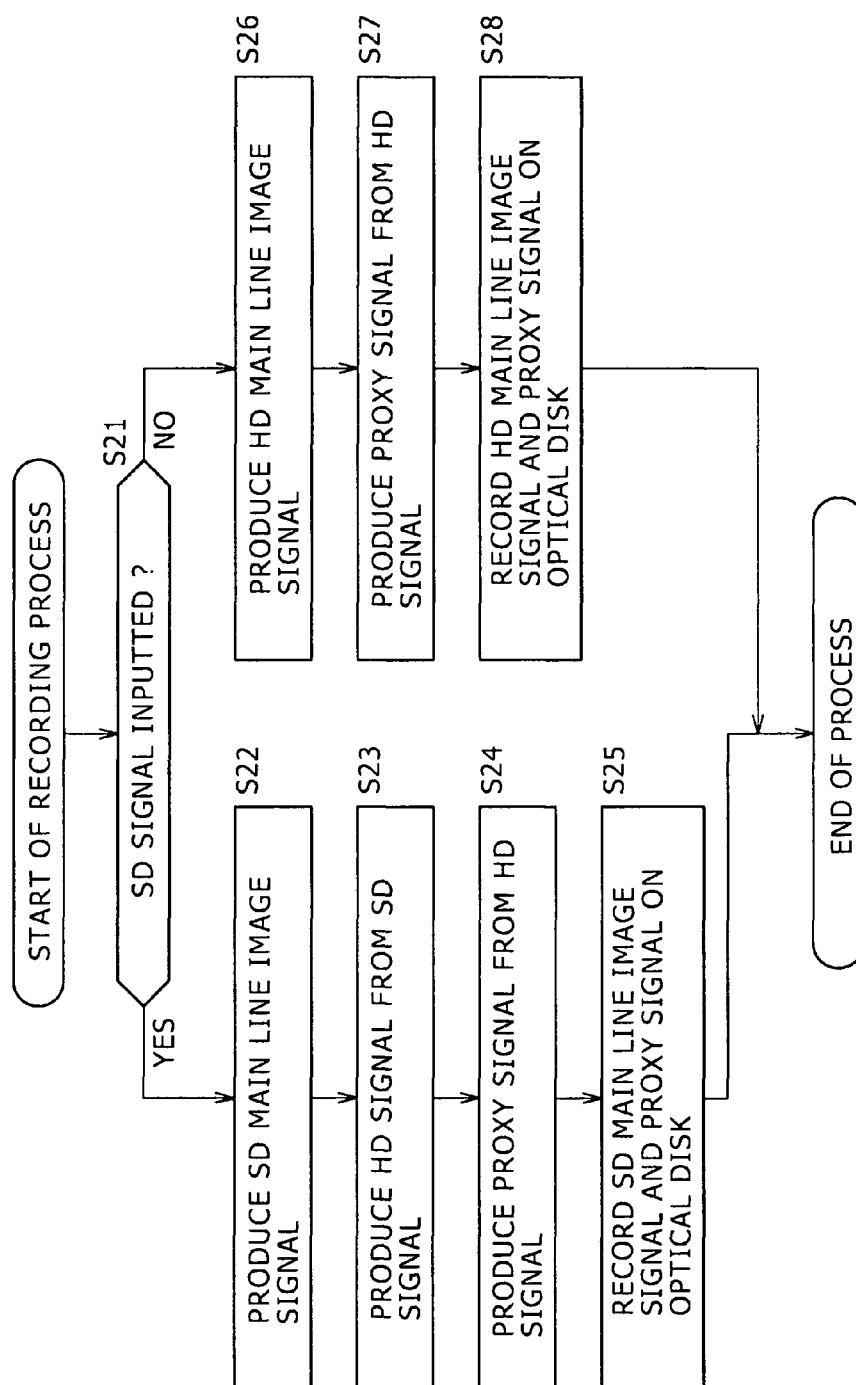 START OF RECORDING PROCESS
S21
SD SIGNAL INPUTTED ?
YES
NO
S22
PRODUCE SD MAIN LINE IMAGE
SIGNAL
S23
PRODUCE HD SIGNAL FROM SD
SIGNAL
S24
PRODUCE PROXY SIGNAL FROM HD
SIGNAL
S25
RECORD SD MAIN LINE IMAGE
SIGNAL AND PROXY SIGNAL ON
OPTICAL DISK
S26
PRODUCE HD MAIN LINE IMAGE
SIGNAL
S27
PRODUCE PROXY SIGNAL FROM HD
SIGNAL
S28
RECORD HD MAIN LINE IMAGE
SIGNAL AND PROXY SIGNAL ON
OPTICAL DISK
END OF PROCESS